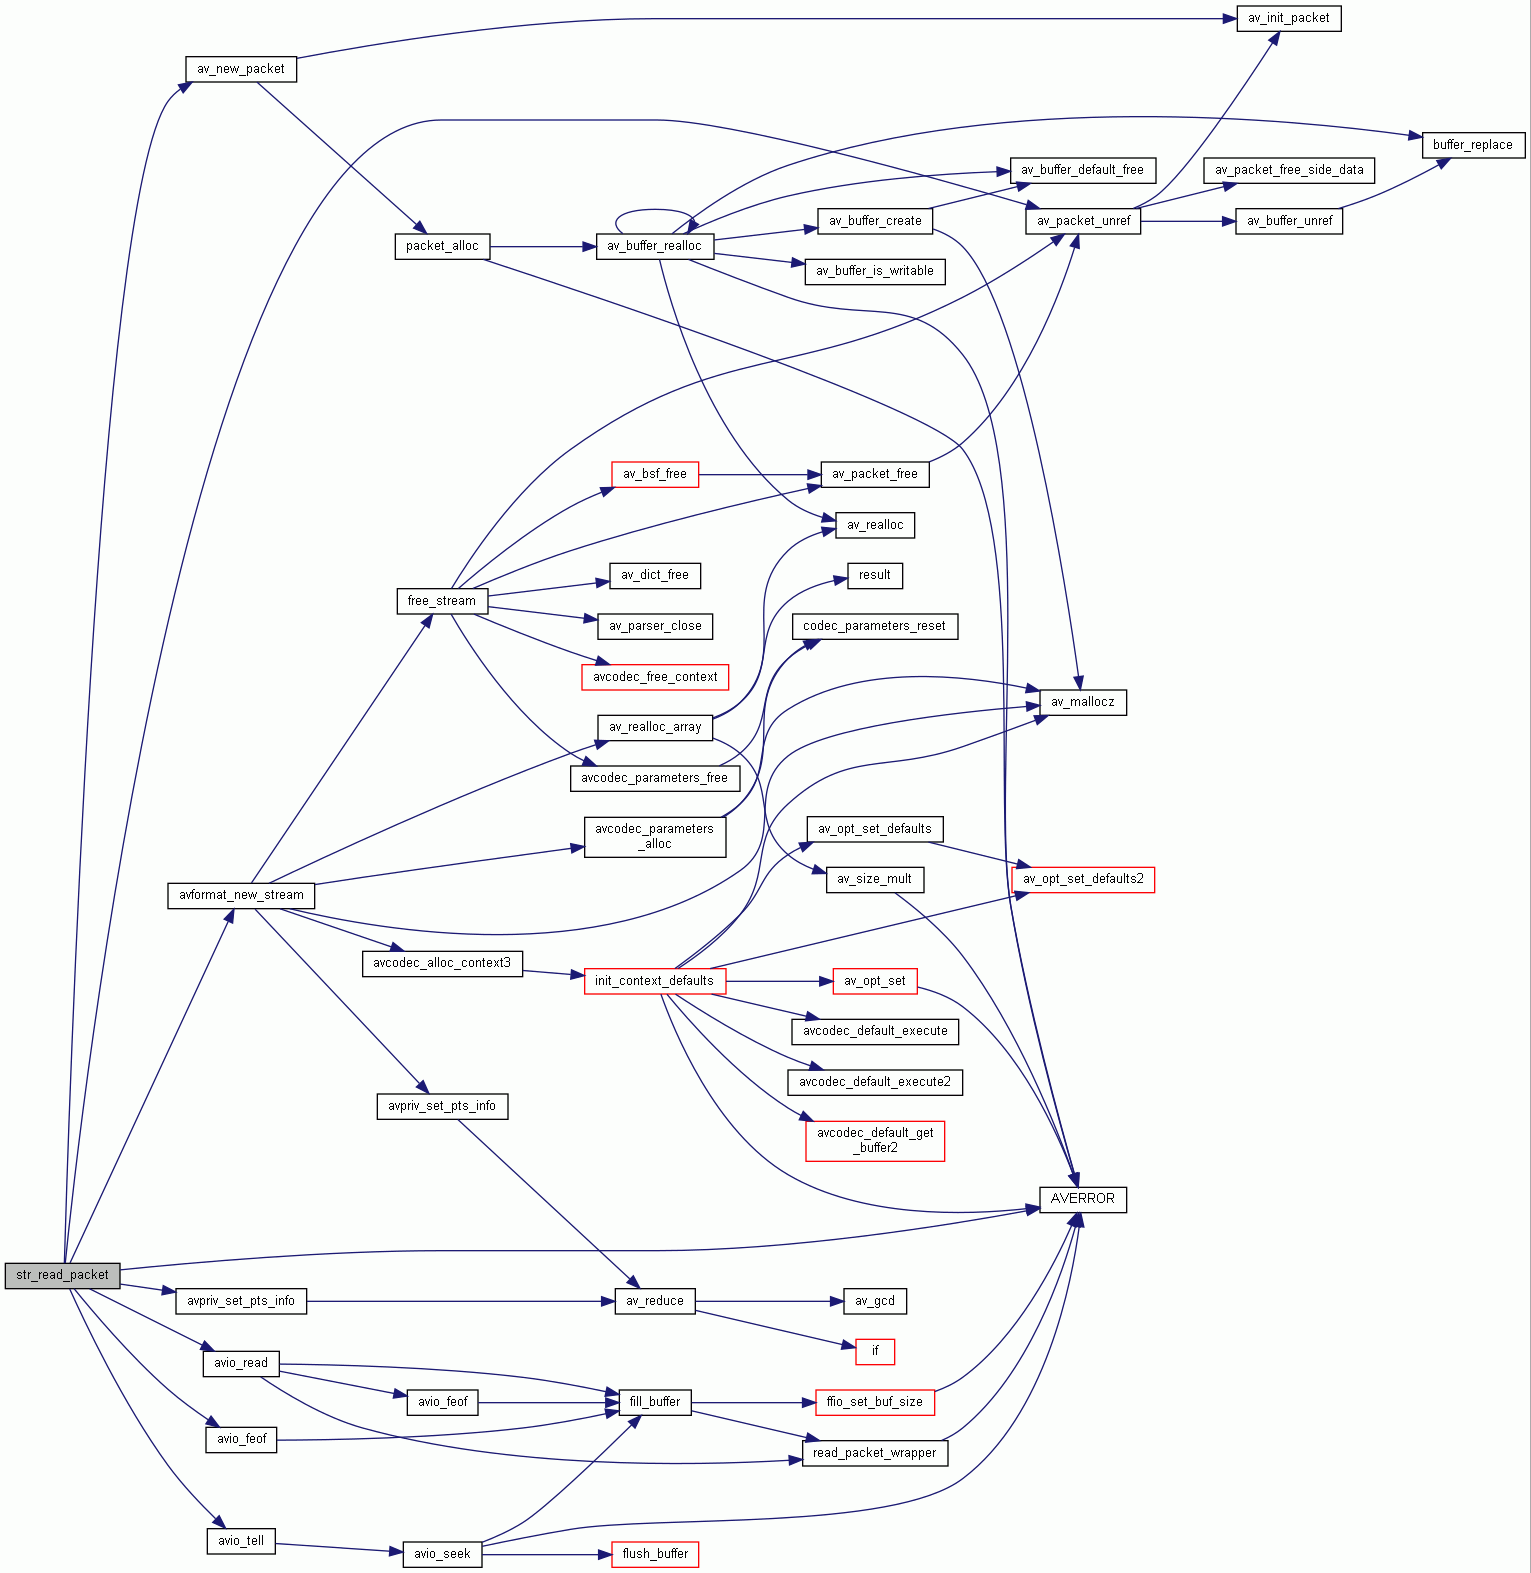 av_init_packet
av_new_packet
buffer_replace
av_buffer_default_free
av_packet_free_side_data
av_buffer_create
av_packet_unref
av_buffer_unref
packet_alloc
av_buffer_realloc
av_buffer_is_writable
av_bsf_free
av_packet_free
av_realloc
av_dict_free
result
free_stream
av_parser_close
codec_parameters_reset
avcodec_free_context
av_mallocz
av_realloc_array
avcodec_parameters_free
avcodec_parameters
_alloc
av_opt_set_defaults
av_size_mult
av_opt_set_defaults2
avformat_new_stream
avcodec_alloc_context3
init_context_defaults
av_opt_set
avcodec_default_execute
avcodec_default_execute2
avpriv_set_pts_info
avcodec_default_get
_buffer2
AVERROR
str_read_packet
avpriv_set_pts_info
av_reduce
av_gcd
if
avio_read
avio_feof
fill_buffer
ffio_set_buf_size
avio_feof
read_packet_wrapper
avio_tell
avio_seek
flush_buffer